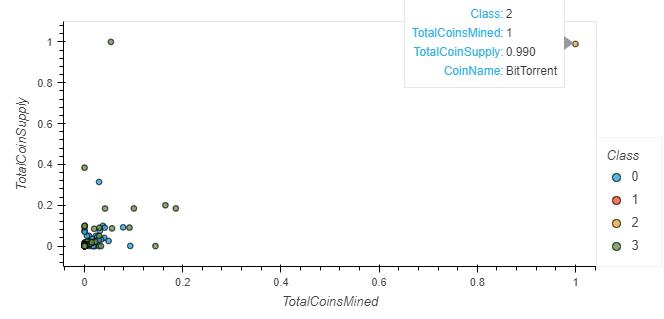 Class: 2
TotalCoinsMined: 1
TotalCoinSupply: 0.990
CoinName: BitTorrent
TotalCoinSupply
1
0.8
0.6
0.4
0.2
0
0
0.2
0.4
0.6
0.8
1
TotalCoinsMined
Class
0
1
2
3